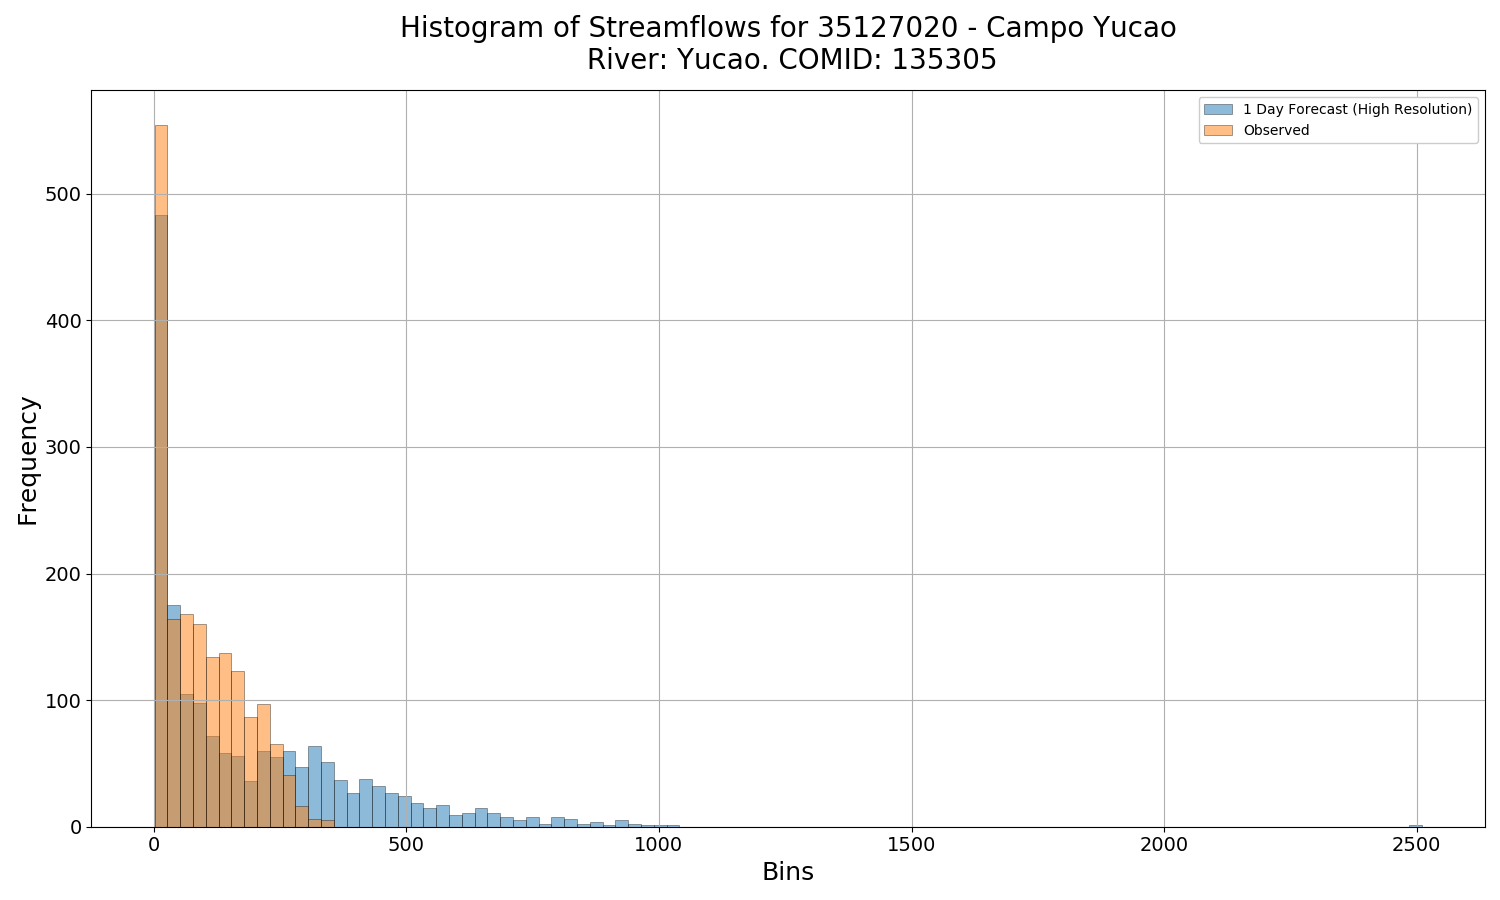 Histogram of Streamflows for 35127020 - Campo Yucao
River: Yucao. COMID: 135305
1 Day Forecast (High Resolution)
Observed
Frequency
500
400
300
200
100
0
0 500 1000 1500 2000 2500
Bins